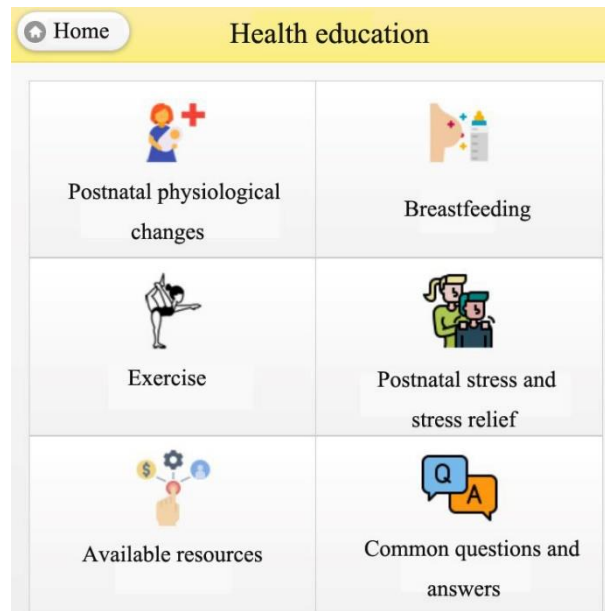 Home
Health education
Postnatal physiological
changes
Breastfeeding
Exercise
Postnatal stress and
stress relief
$
Available resources
Q
A
Common questions and
answers